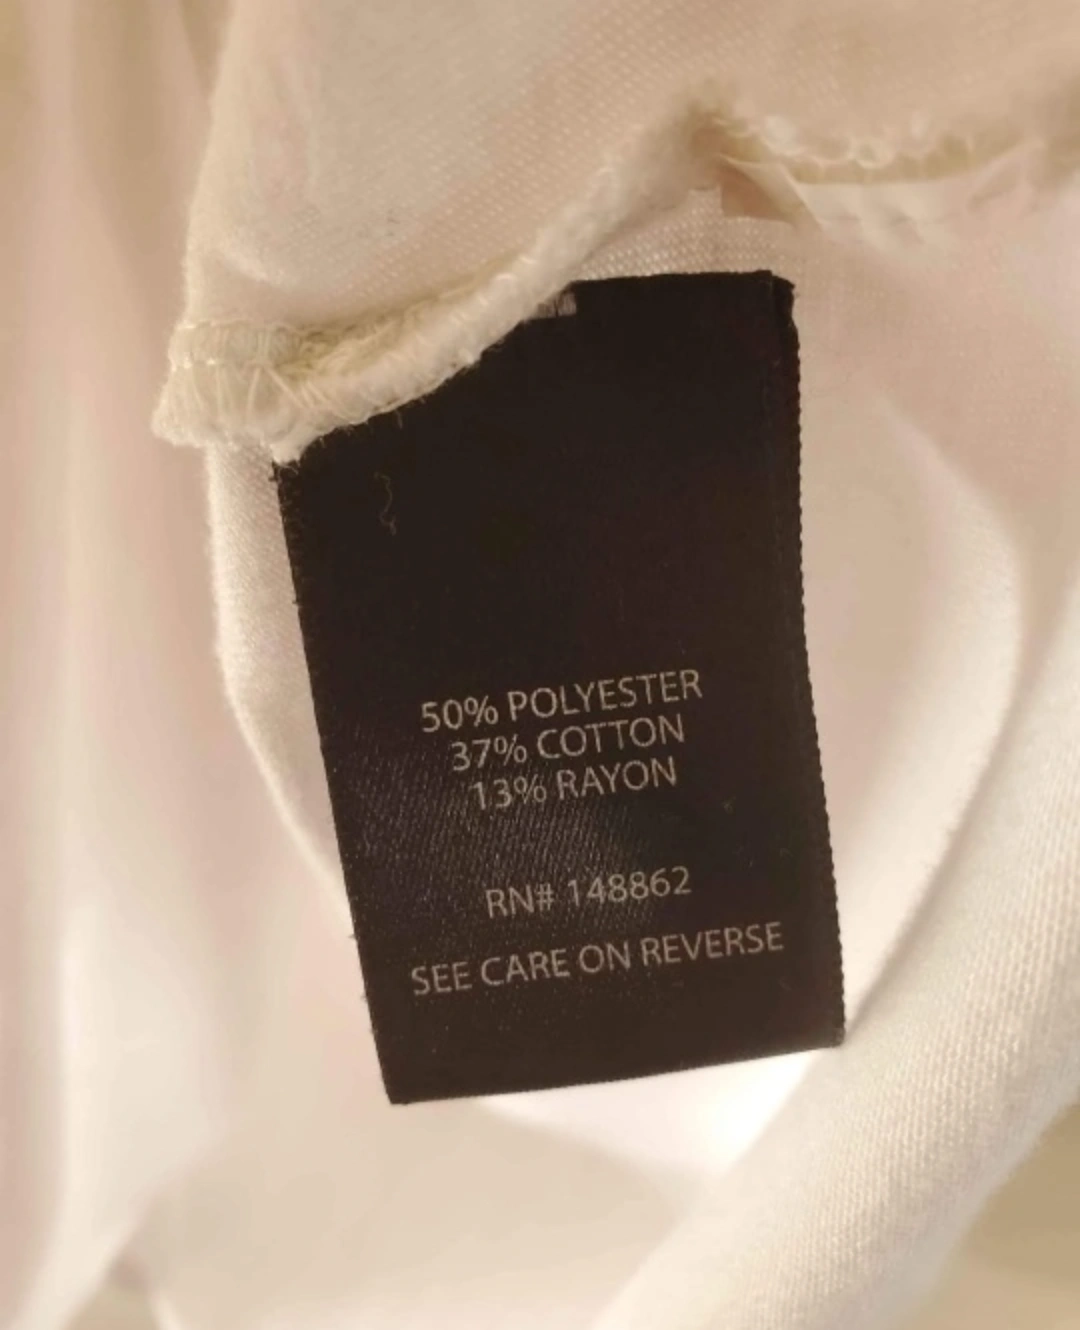 50% POLYESTER
37% COTTON
13% RAYON
RN# 148862
SEE CARE ON REVERSE